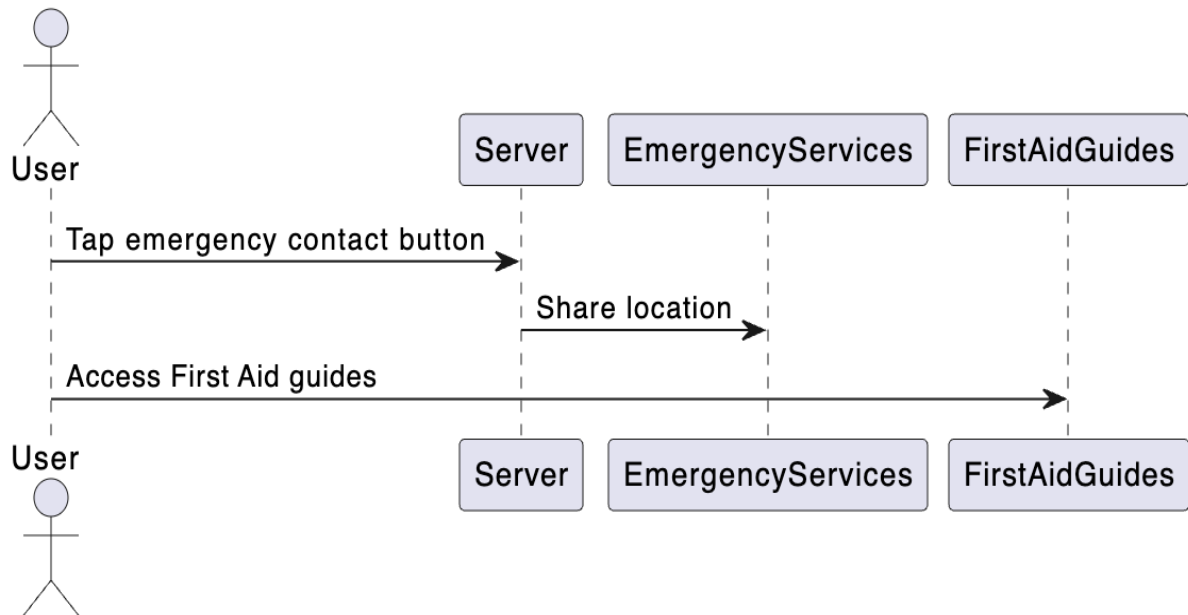 User
Server
EmergencyServices
FirstAidGuides
Tap emergency contact button
Share location
Access First Aid guides
User
Server
EmergencyServices
FirstAidGuides